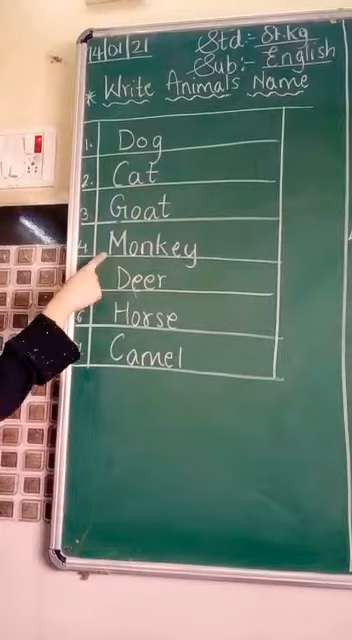 14/01/21
Std:- Sr.kg
Sub:- English
* Write Animals Name
1. Dog
2. Cat
3 Goat
4 Monkey
Deer
6 Horse
Camel